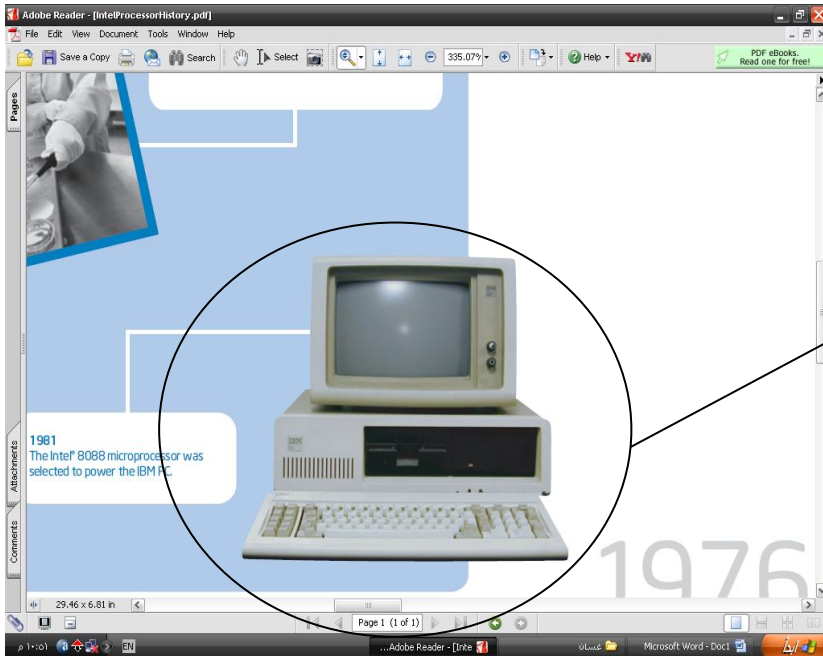 Adobe Reader - [IntelProcessorHistory.pdf]
File Edit View Document Tools Window Help
Save a Copy Search Select 335.07% Help Y!
PDF eBooks.
Read one for free!
Pages
1981
The Intel® 8088 microprocessor was
selected to power the IBM PC.
IBM
IBM
Attachments
Comments
1976
29.46 x 6.81 in
Page 1 (1 of 1)
١٠:٥١ م EN ...Adobe Reader - [Inte غسان Microsoft Word - Doc1 ابدأ